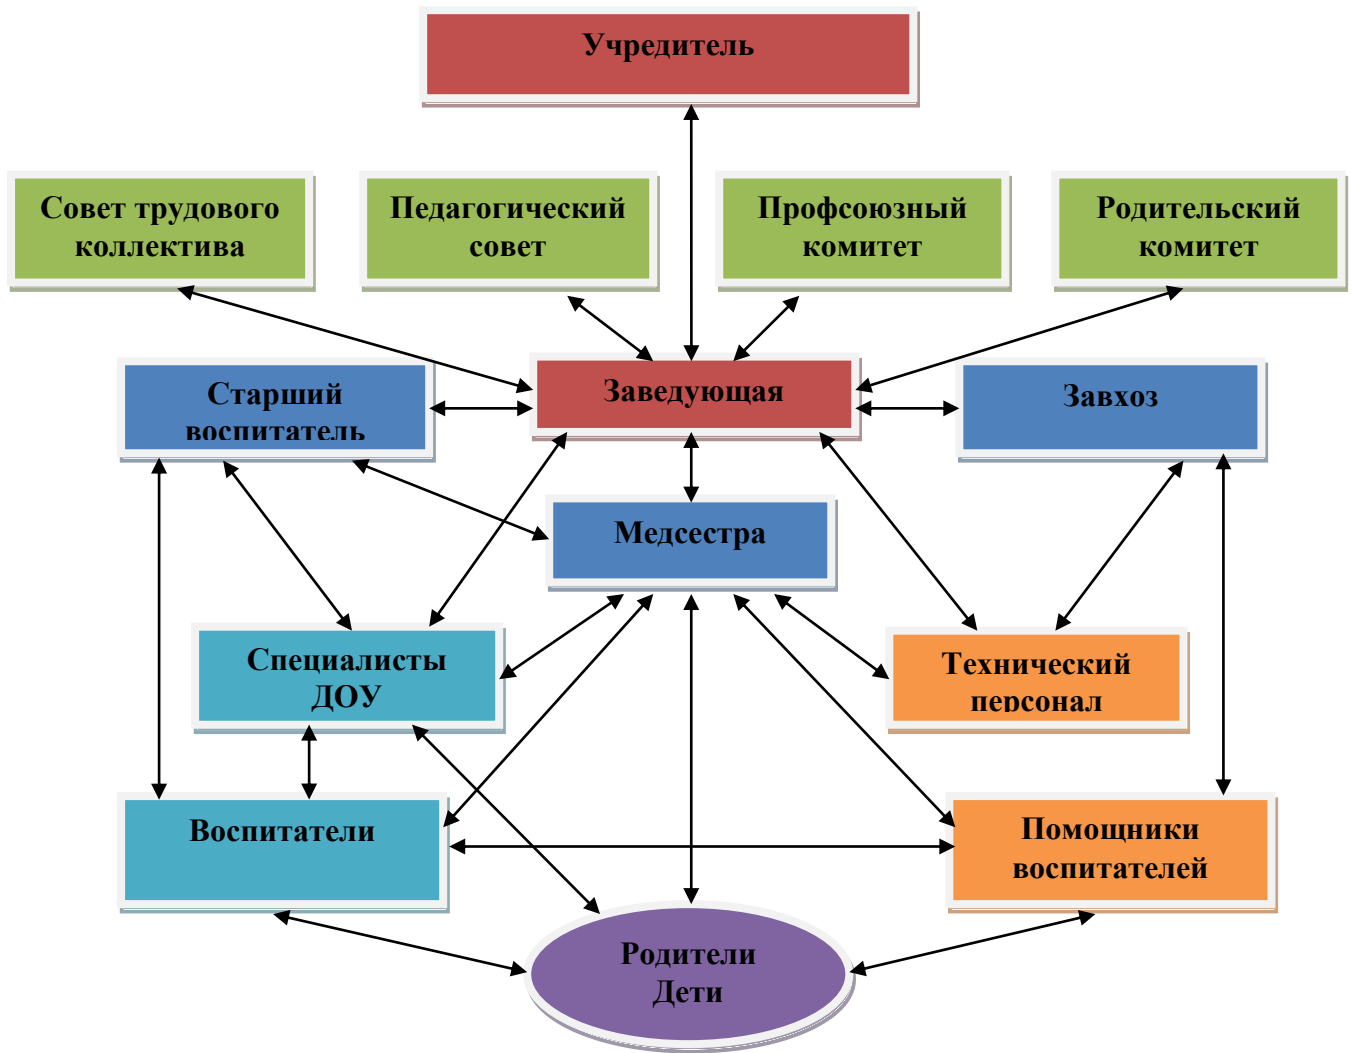 Учредитель
Совет трудового
коллектива
Педагогический
совет
Профсоюзный
комитет
Родительский
комитет
Старший
воспитатель
Заведующая
Завхоз
Медсестра
Специалисты
ДОУ
Технический
персонал
Воспитатели
Помощники
воспитателей
Родители
Дети